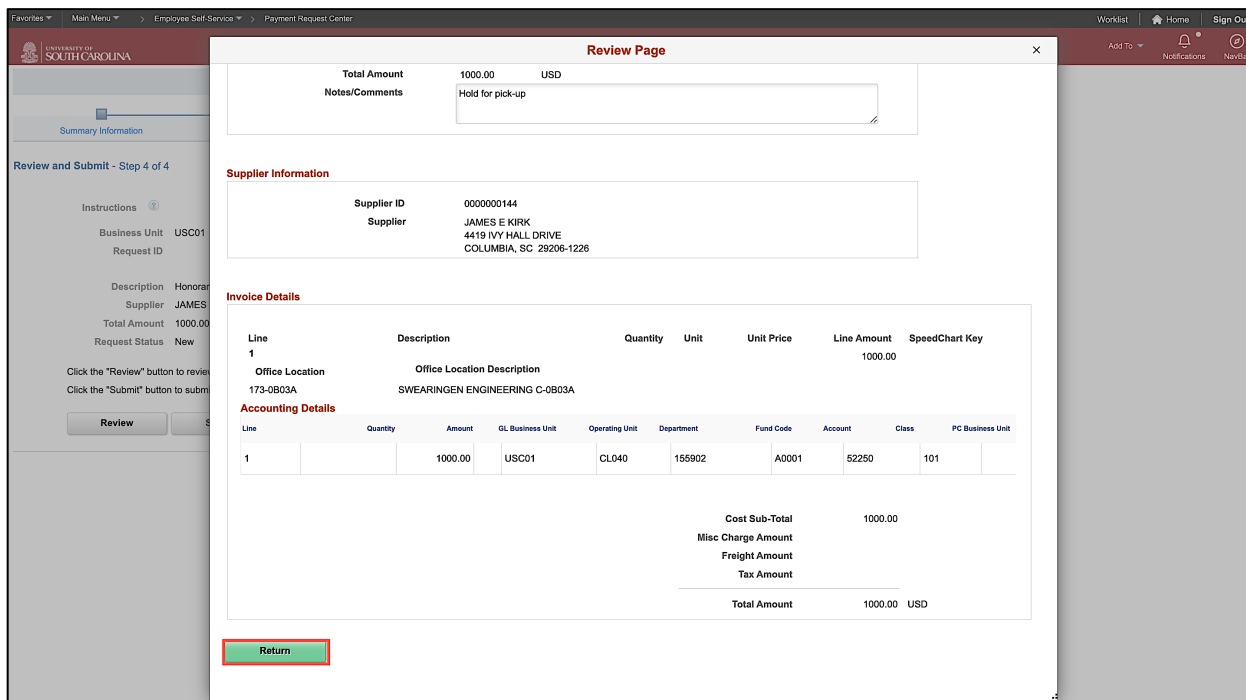 Favorites Main Menu > Employee Self-Service > Payment Request Center Worklist Home Sign Ou
UNIVERSITY OF
SOUTH CAROLINA
Add To Notifications NavBa
Summary Information
Review and Submit - Step 4 of 4
Instructions
Business Unit USC01
Request ID
Description Honorar
Supplier JAMES
Total Amount 1000.00
Request Status New
Click the "Review" button to review
Click the "Submit" button to subm
Review S
Review Page ×
Total Amount 1000.00 USD
Notes/Comments Hold for pick-up
Supplier Information
Supplier ID 0000000144
Supplier JAMES E KIRK
4419 IVY HALL DRIVE
COLUMBIA, SC 29206-1226
Invoice Details
Line Description Quantity Unit Unit Price Line Amount SpeedChart Key
1 1000.00
Office Location Office Location Description
173-0B03A SWEARINGEN ENGINEERING C-0B03A
Accounting Details
Line Quantity Amount GL Business Unit Operating Unit Department Fund Code Account Class PC Business Unit
1 1000.00 USC01 CL040 155902 A0001 52250 101
Cost Sub-Total 1000.00
Misc Charge Amount
Freight Amount
Tax Amount
Total Amount 1000.00 USD
Return